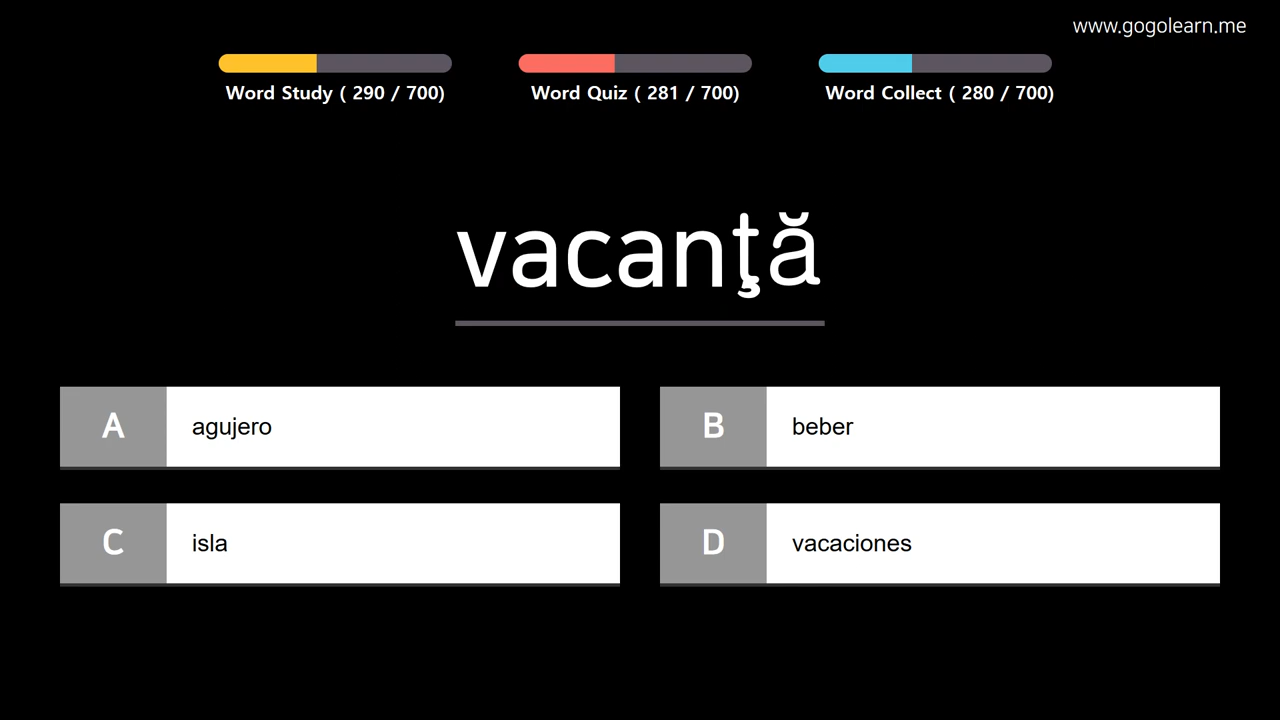 www.gogolearn.me
Word Study ( 290 / 700)
Word Quiz ( 281 / 700)
Word Collect ( 280 / 700)
vacanţă
A agujero
B beber
C isla
D vacaciones